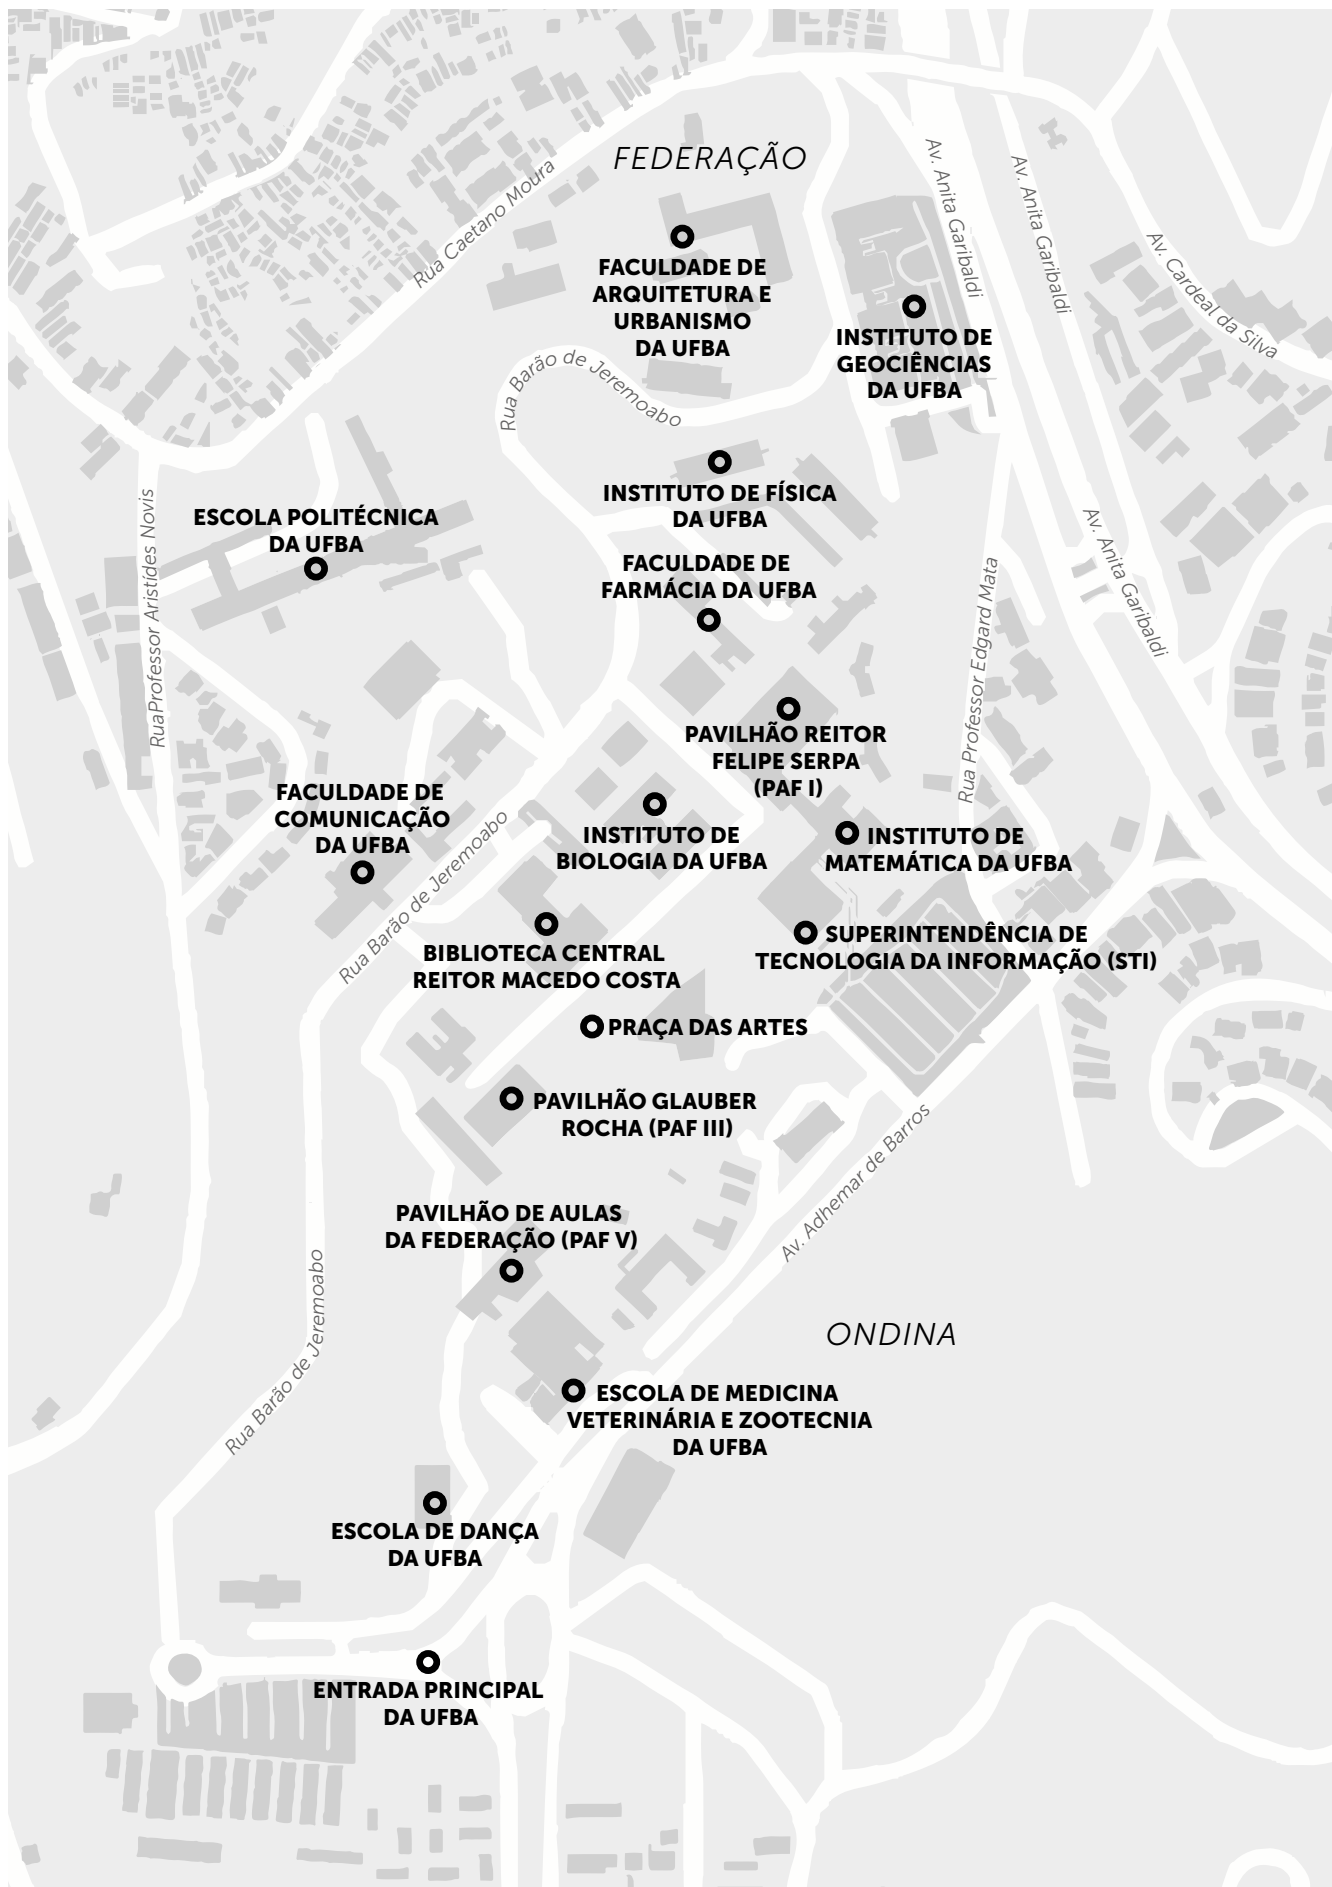 FEDERAÇÃO
Av. Anita Garibaldi
Av. Anita Garibaldi
Rua Caetano Moura
Av. Cardeal da Silva
FACULDADE DE
ARQUITETURA E
URBANISMO
DA UFBA
INSTITUTO DE
GEOCIÊNCIAS
DA UFBA
Rua Barão de Jeremoabo
INSTITUTO DE FÍSICA
DA UFBA
ESCOLA POLITÉCNICA
DA UFBA
RuaProfessor Aristides Novis
Av. Anita Garibaldi
FACULDADE DE
FARMÁCIA DA UFBA
Rua Professor Edgard Mata
PAVILHÃO REITOR
FELIPE SERPA
(PAF I)
FACULDADE DE
COMUNICAÇÃO
DA UFBA
INSTITUTO DE
BIOLOGIA DA UFBA
INSTITUTO DE
MATEMÁTICA DA UFBA
Rua Barão de Jeremoabo
BIBLIOTECA CENTRAL
REITOR MACEDO COSTA
SUPERINTENDÊNCIA DE
TECNOLOGIA DA INFORMAÇÃO (STI)
PRAÇA DAS ARTES
PAVILHÃO GLAUBER
ROCHA (PAF III)
Av. Adhemar de Barros
PAVILHÃO DE AULAS
DA FEDERAÇÃO (PAF V)
Rua Barão de Jeremoabo
ONDINA
ESCOLA DE MEDICINA
VETERINÁRIA E ZOOTECNIA
DA UFBA
Rua Barão de Jeremoabo
ESCOLA DE DANÇA
DA UFBA
ENTRADA PRINCIPAL
DA UFBA